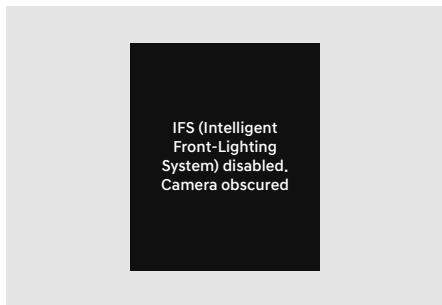 IFS (Intelligent
Front-Lighting
System) disabled.
Camera obscured